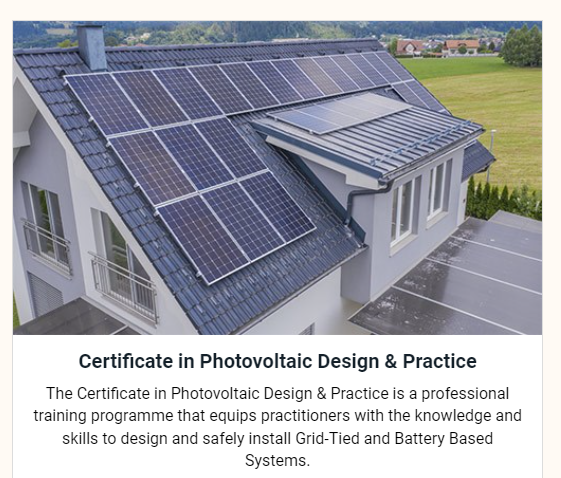 Certificate in Photovoltaic Design & Practice
The Certificate in Photovoltaic Design & Practice is a professional
training programme that equips practitioners with the knowledge and
skills to design and safely install Grid-Tied and Battery Based
Systems.